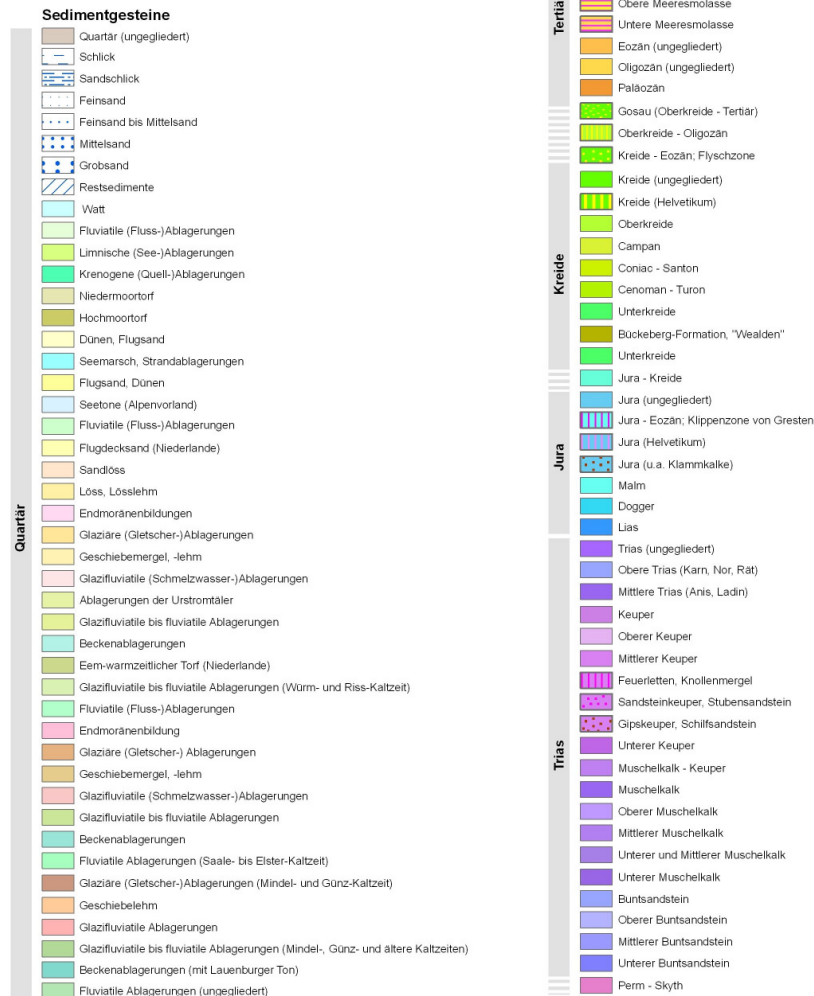 Sedimentgesteine
Quartär
Quartär (ungegliedert)
Schlick
Sandschlick
Feinsand
Feinsand bis Mittelsand
Mittelsand
Grobsand
Restsedimente
Watt
Fluviatile (Fluss-)Ablagerungen
Limnische (See-)Ablagerungen
Krenogene (Quell-)Ablagerungen
Niedermoortorf
Hochmoortorf
Dünen, Flugsand
Seemarsch, Strandablagerungen
Flugsand, Dünen
Seetone (Alpenvorland)
Fluviatile (Fluss-)Ablagerungen
Flugdecksand (Niederlande)
Sandlöss
Löss, Lösslehm
Endmoränenbildungen
Glaziäre (Gletscher-)Ablagerungen
Geschiebemergel, -lehm
Glazifluviatile (Schmelzwasser-)Ablagerungen
Ablagerungen der Urstromtäler
Glazifluviatile bis fluviatile Ablagerungen
Beckenablagerungen
Eem-warmzeitlicher Torf (Niederlande)
Glazifluviatile bis fluviatile Ablagerungen (Würm- und Riss-Kaltzeit)
Fluviatile (Fluss-)Ablagerungen
Endmoränenbildung
Glaziäre (Gletscher-) Ablagerungen
Geschiebemergel, -lehm
Glazifluviatile (Schmelzwasser-)Ablagerungen
Glazifluviatile bis fluviatile Ablagerungen
Beckenablagerungen
Fluviatile Ablagerungen (Saale- bis Elster-Kaltzeit)
Glaziäre (Gletscher-)Ablagerungen (Mindel- und Günz-Kaltzeit)
Geschiebelehm
Glazifluviatile Ablagerungen
Glazifluviatile bis fluviatile Ablagerungen (Mindel-, Günz- und ältere Kaltzeiten)
Beckenablagerungen (mit Lauenburger Ton)
Fluviatile Ablagerungen (ungegliedert)
Tertiä
Obere Meeresmolasse
Untere Meeresmolasse
Eozän (ungegliedert)
Oligozän (ungegliedert)
Paläozän
Gosau (Oberkreide - Tertiär)
Oberkreide - Oligozän
Kreide - Eozän; Flyschzone
Kreide
Kreide (ungegliedert)
Kreide (Helvetikum)
Oberkreide
Campan
Coniac - Santon
Cenoman - Turon
Unterkreide
Bückeberg-Formation, "Wealden"
Unterkreide
Jura - Kreide
Jura
Jura (ungegliedert)
Jura - Eozän; Klippenzone von Gresten
Jura (Helvetikum)
Jura (u.a. Klammkalke)
Malm
Dogger
Lias
Trias
Trias (ungegliedert)
Obere Trias (Karn, Nor, Rät)
Mittlere Trias (Anis, Ladin)
Keuper
Oberer Keuper
Mittlerer Keuper
Feuerletten, Knollenmergel
Sandsteinkeuper, Stubensandstein
Gipskeuper, Schilfsandstein
Unterer Keuper
Muschelkalk - Keuper
Muschelkalk
Oberer Muschelkalk
Mittlerer Muschelkalk
Unterer und Mittlerer Muschelkalk
Unterer Muschelkalk
Buntsandstein
Oberer Buntsandstein
Mittlerer Buntsandstein
Unterer Buntsandstein
Perm - Skyth